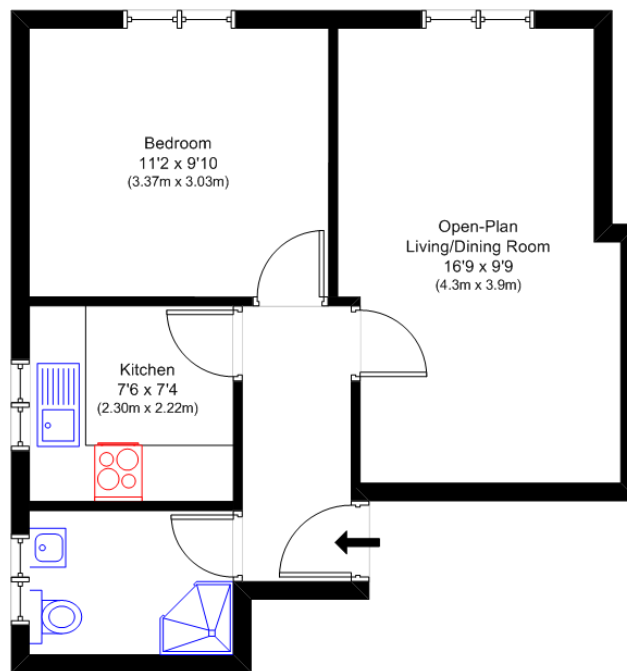 Bedroom
11'2 x 9'10
(3.37m x 3.03m)
Open-Plan
Living/Dining Room
16'9 x 9'9
(4.3m x 3.9m)
Kitchen
7'6 x 7'4
(2.30m x 2.22m)